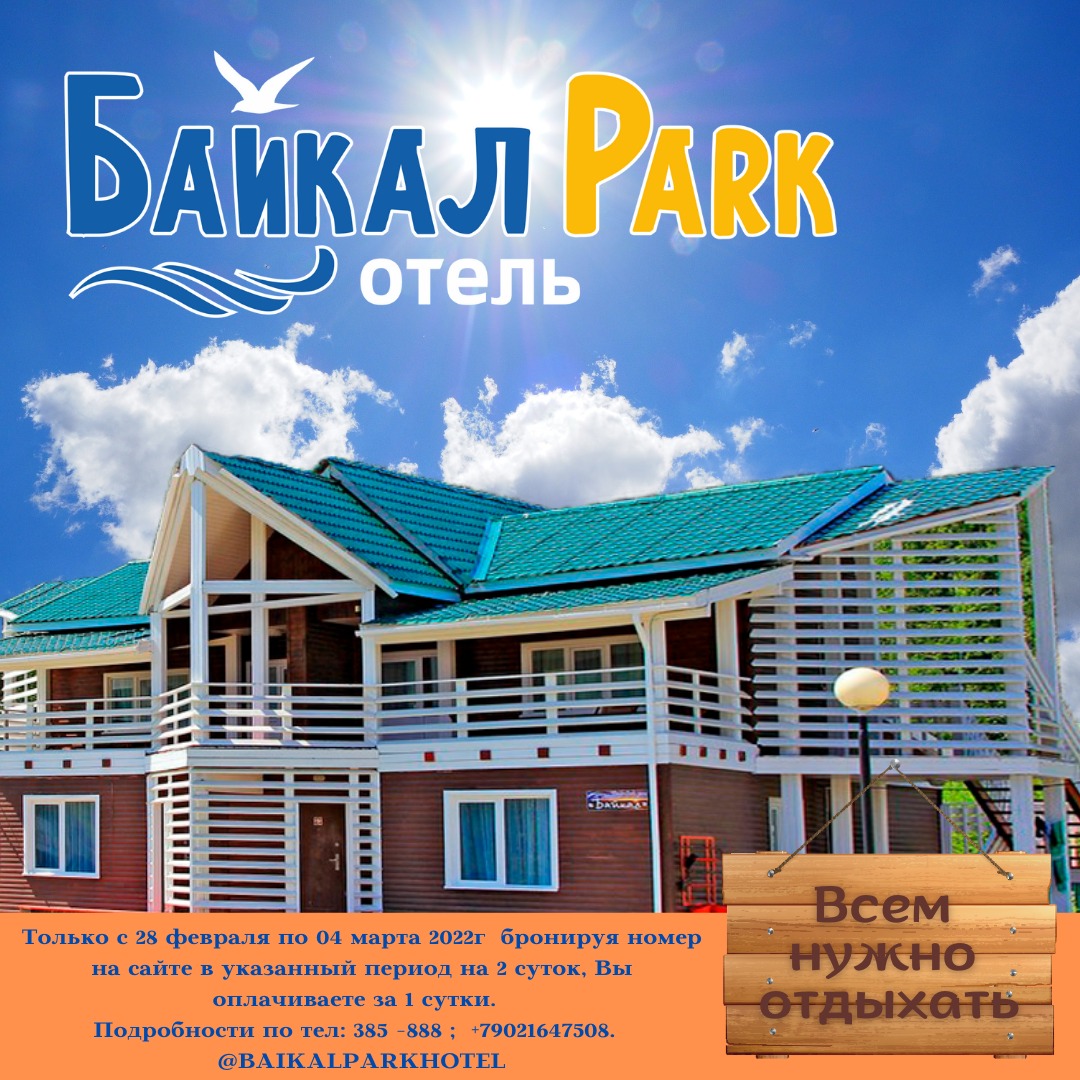 Байкал Park
отель
Байкал
Только с 28 февраля по 04 марта 2022г бронируя номер
на сайте в указанный период на 2 суток, Вы
оплачиваете за 1 сутки.
Подробности по тел: 385 -888 ; +79021647508.
@BAIKALPARKHOTEL
Всем
нужно
отдыхать